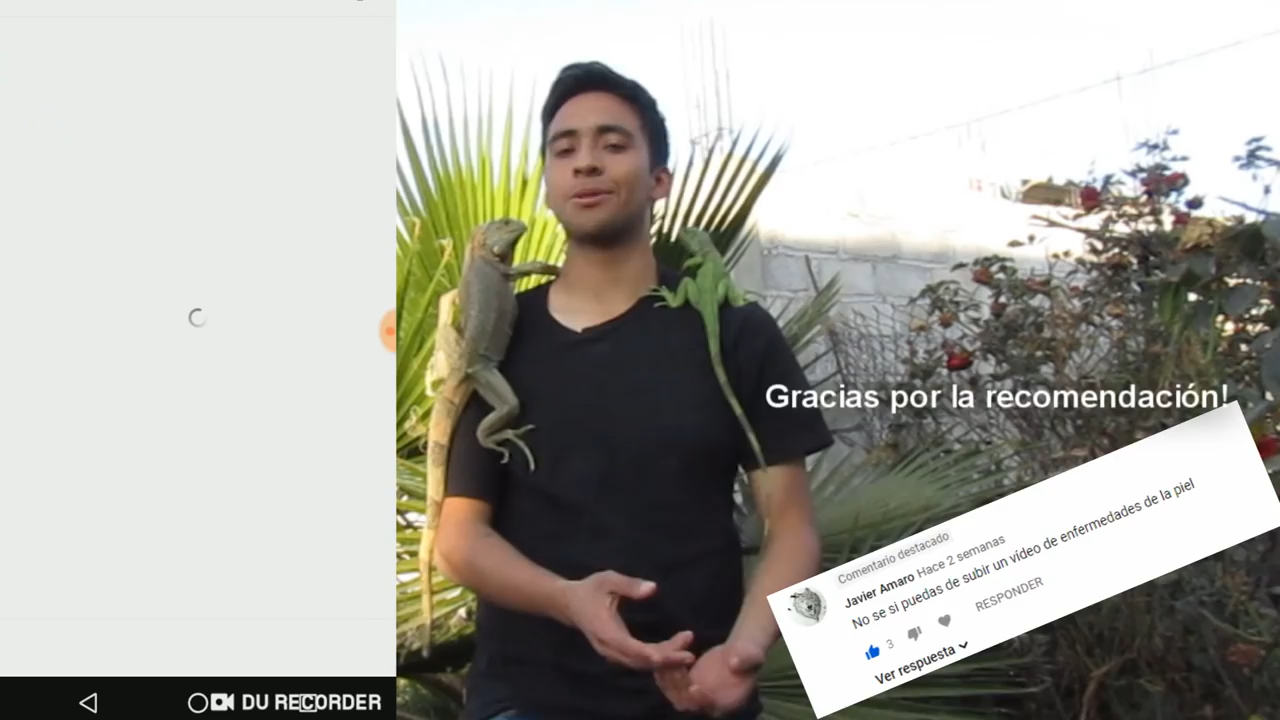 Gracias por la recomendación!
Comentario destacado
Javier Amaro Hace 2 semanas
No se si puedas de subir un vídeo de enfermedades de la piel
3
RESPONDER
Ver respuesta
DU RECORDER